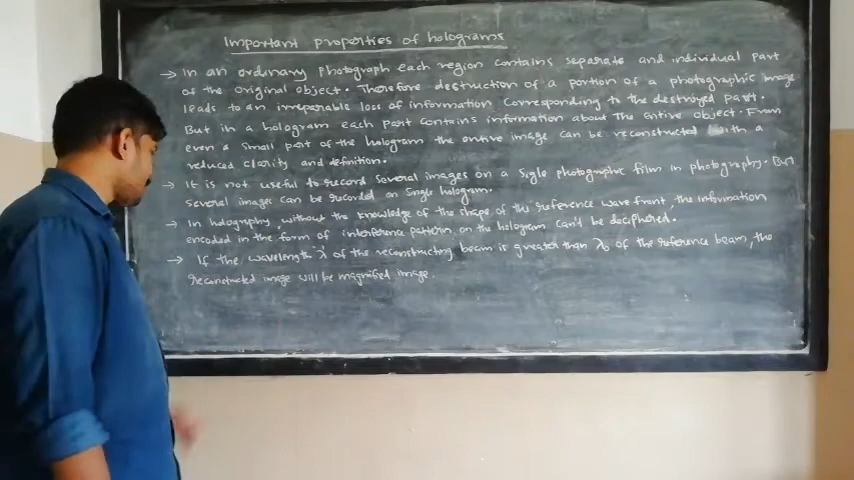 Important properties of holograms
→ In an ordinary photograph each region contains separate and individual part
of the original object. Therefore destruction of a portion of a photographic image
leads to an irreparable loss of information corresponding to the destroyed part.
But in a hologram each part contains information about the entire object. From
even a small part of the hologram the entire image can be reconstructed with a
reduced clarity and definition.
→ It is not useful to record several images on a sigle photographic film in photography. But
several images can be recorded on single hologram.
→ In holography, without the knowledge of the shape of the reference wave front, the information
encoded in the form of interference pattern on the hologram can't be deciphered.
→ If the wavelength λ of the reconstructing beam is greater than λ₀ of the reference beam, the
reconstructed image will be magnified image.